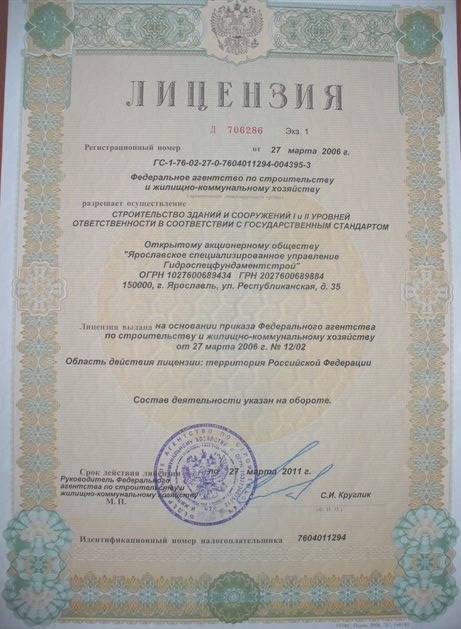 ЛИЦЕНЗИЯ
Д 706286 Экз. 1
Регистрационный номер от 27 марта 2006 г.
ГС-1-76-02-27-0-7604011294-004395-3
Федеральное агентство по строительству
и жилищно-коммунальному хозяйству
разрешает осуществление
СТРОИТЕЛЬСТВО ЗДАНИЙ И СООРУЖЕНИЙ I и II УРОВНЕЙ
ОТВЕТСТВЕННОСТИ В СООТВЕТСТВИИ С ГОСУДАРСТВЕННЫМ СТАНДАРТОМ
Открытому акционерному обществу
"Ярославское специализированное управление
Гидроспецфундаментстрой"
ОГРН 1027600689434 ГРН 2027600689884
150000, г. Ярославль, ул. Республиканская, д. 35
Лицензия выдана на основании приказа Федерального агентства
по строительству и жилищно-коммунальному хозяйству
от 27 марта 2006 г. № 12/02
Область действия лицензии: территория Российской Федерации
Состав деятельности указан на обороте.
Срок действия лицензии по 27 марта 2011 г.
Руководитель Федерального
агентства по строительству и
жилищно-коммунальному хозяйству
С.И. Круглик
М. П.
(Ф. И. О.)
Идентификационный номер налогоплательщика 7604011294